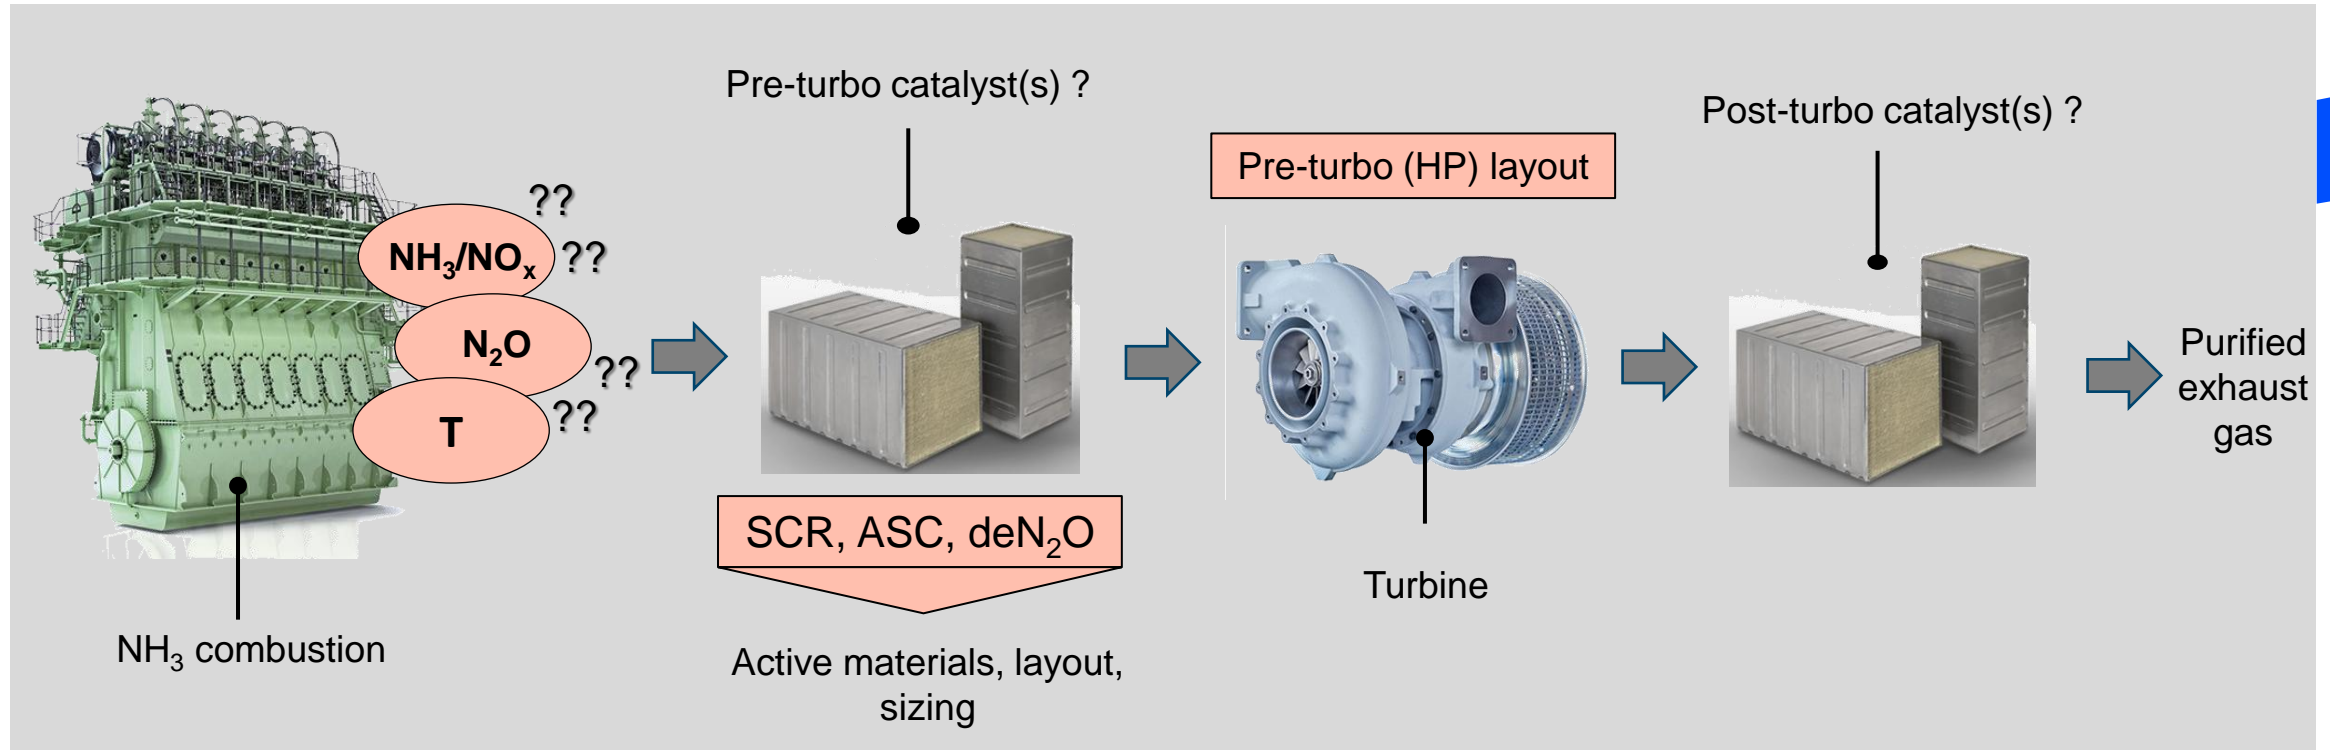 Pre-turbo catalyst(s) ?
Post-turbo catalyst(s) ?
Pre-turbo (HP) layout
??
NH₃/NOₓ ??
N₂O
??
T ??
Purified
exhaust
gas
SCR, ASC, deN₂O
Turbine
NH₃ combustion
Active materials, layout,
sizing